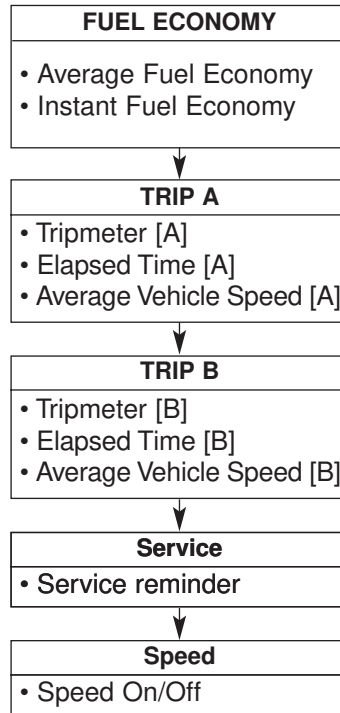 FUEL ECONOMY
• Average Fuel Economy
• Instant Fuel Economy
TRIP A
• Tripmeter [A]
• Elapsed Time [A]
• Average Vehicle Speed [A]
TRIP B
• Tripmeter [B]
• Elapsed Time [B]
• Average Vehicle Speed [B]
Service
• Service reminder
Speed
• Speed On/Off